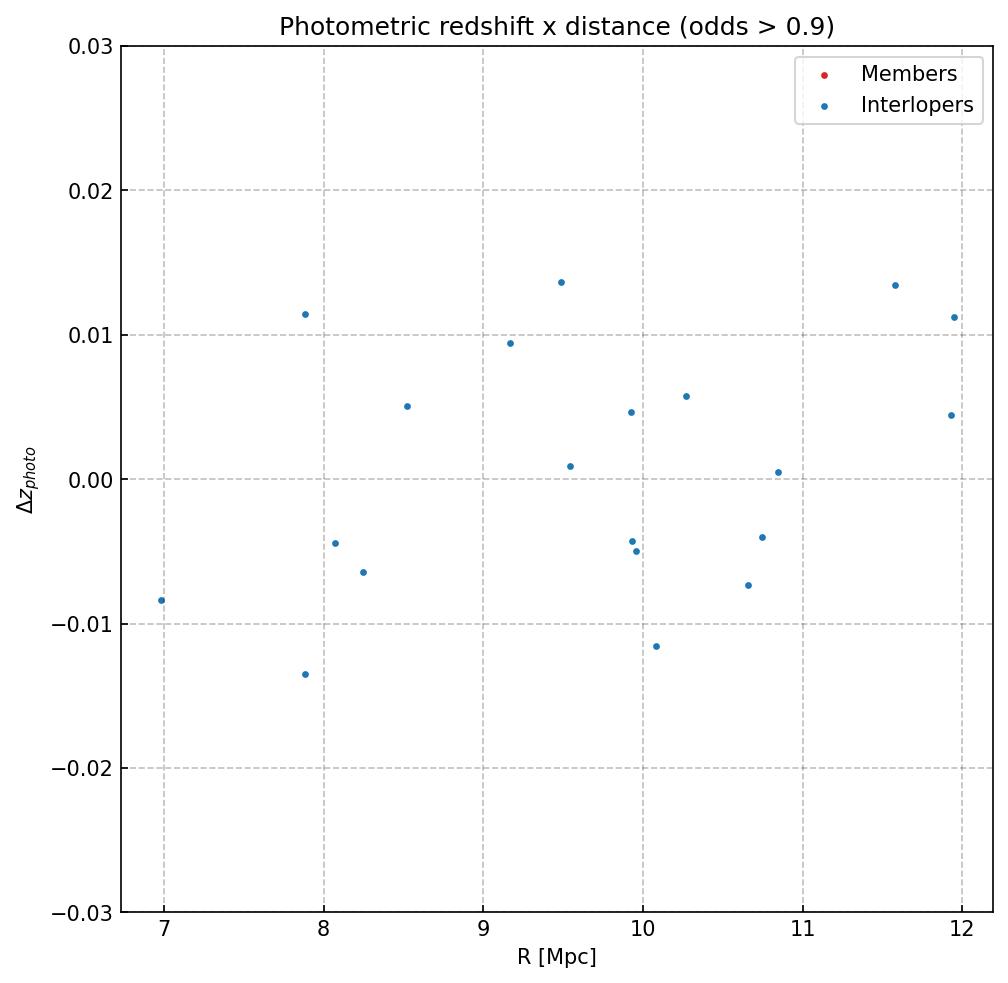 Photometric redshift x distance (odds > 0.9)
Members
Interlopers
0.03
0.02
0.01
0.00
−0.01
−0.02
−0.03
Δz_photo
7 8 9 10 11 12
R [Mpc]